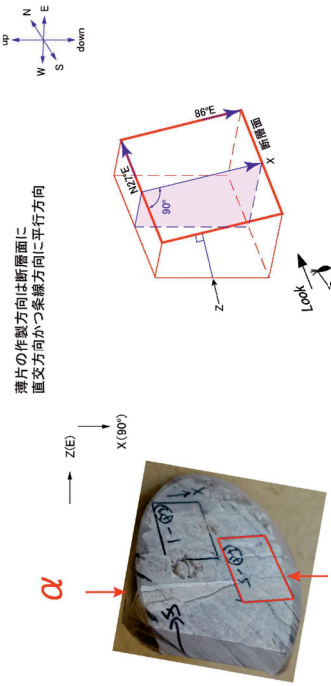 薄片の作製方向は断層面に
直交方向かつ条線方向に平行方向
up
N
E
W
S
down
α
Z(E)
X(90°)
N27°E
86°E
90°
断層面
X
Z
Look
X
-1